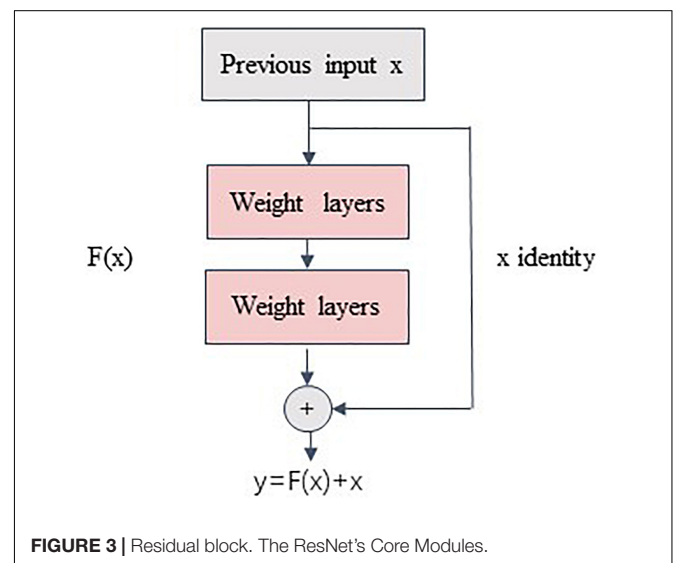 Previous input x
Weight layers
F(x)
x identity
Weight layers
+
y=F(x)+x
FIGURE 3 | Residual block. The ResNet's Core Modules.